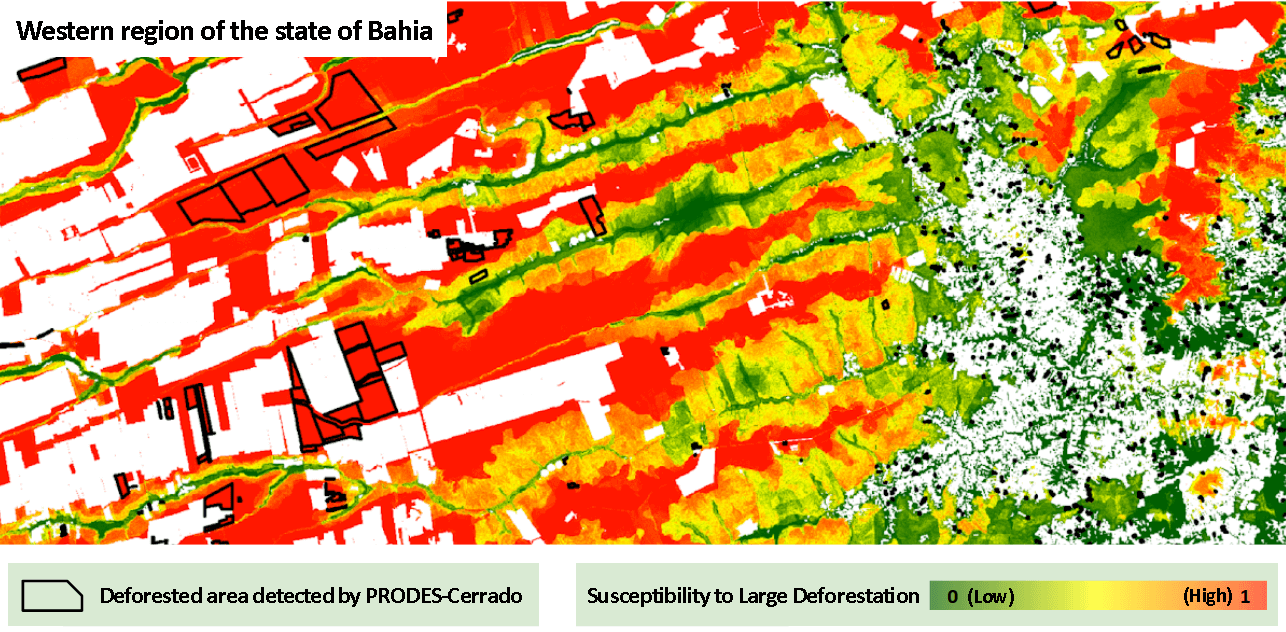 Western region of the state of Bahia
Deforested area detected by PRODES-Cerrado
Susceptibility to Large Deforestation
0 (Low)
(High) 1